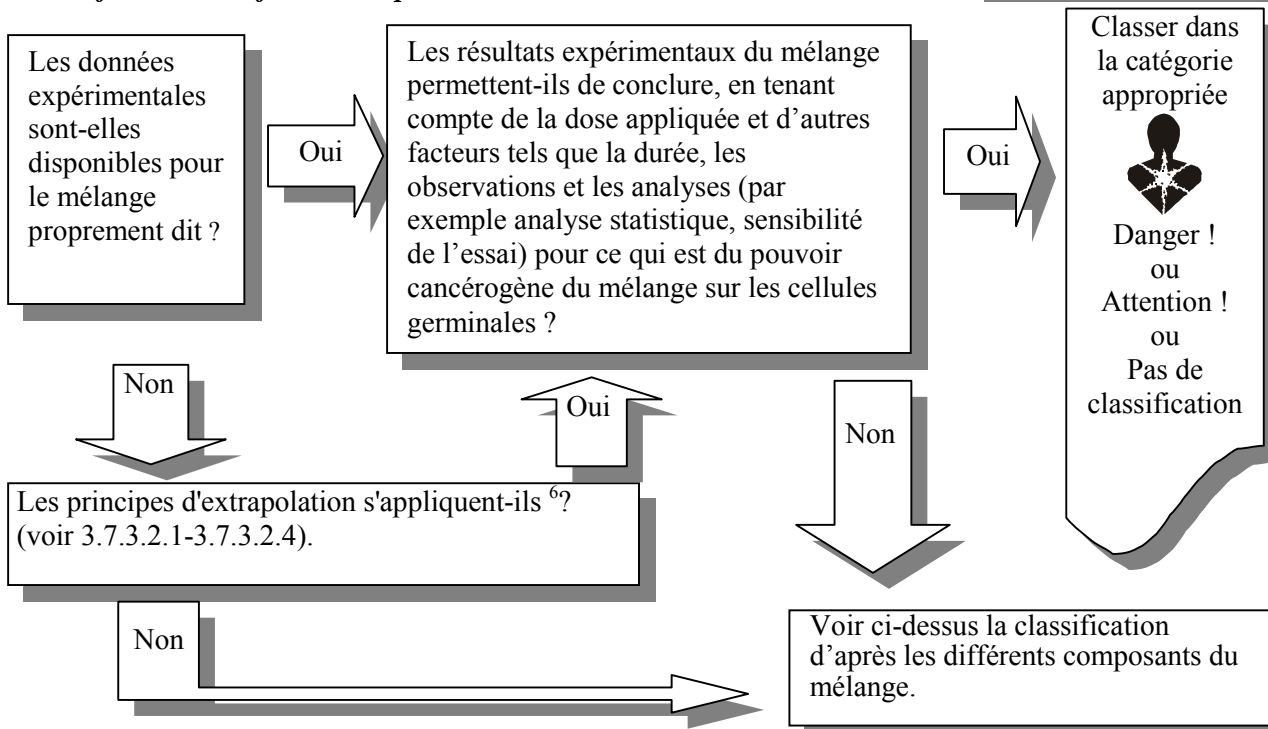 Les données
expérimentales
sont-elles
disponibles pour
le mélange
proprement dit ?
Oui
Les résultats expérimentaux du mélange
permettent-ils de conclure, en tenant
compte de la dose appliquée et d'autres
facteurs tels que la durée, les
observations et les analyses (par
exemple analyse statistique, sensibilité
de l'essai) pour ce qui est du pouvoir
cancérogène du mélange sur les cellules
germinales ?
Oui
Classer dans
la catégorie
appropriée
Danger !
ou
Attention !
ou
Pas de
classification
Non
Oui
Non
Les principes d'extrapolation s'appliquent-ils ⁶?
(voir 3.7.3.2.1-3.7.3.2.4).
Non
Voir ci-dessus la classification
d'après les différents composants du
mélange.